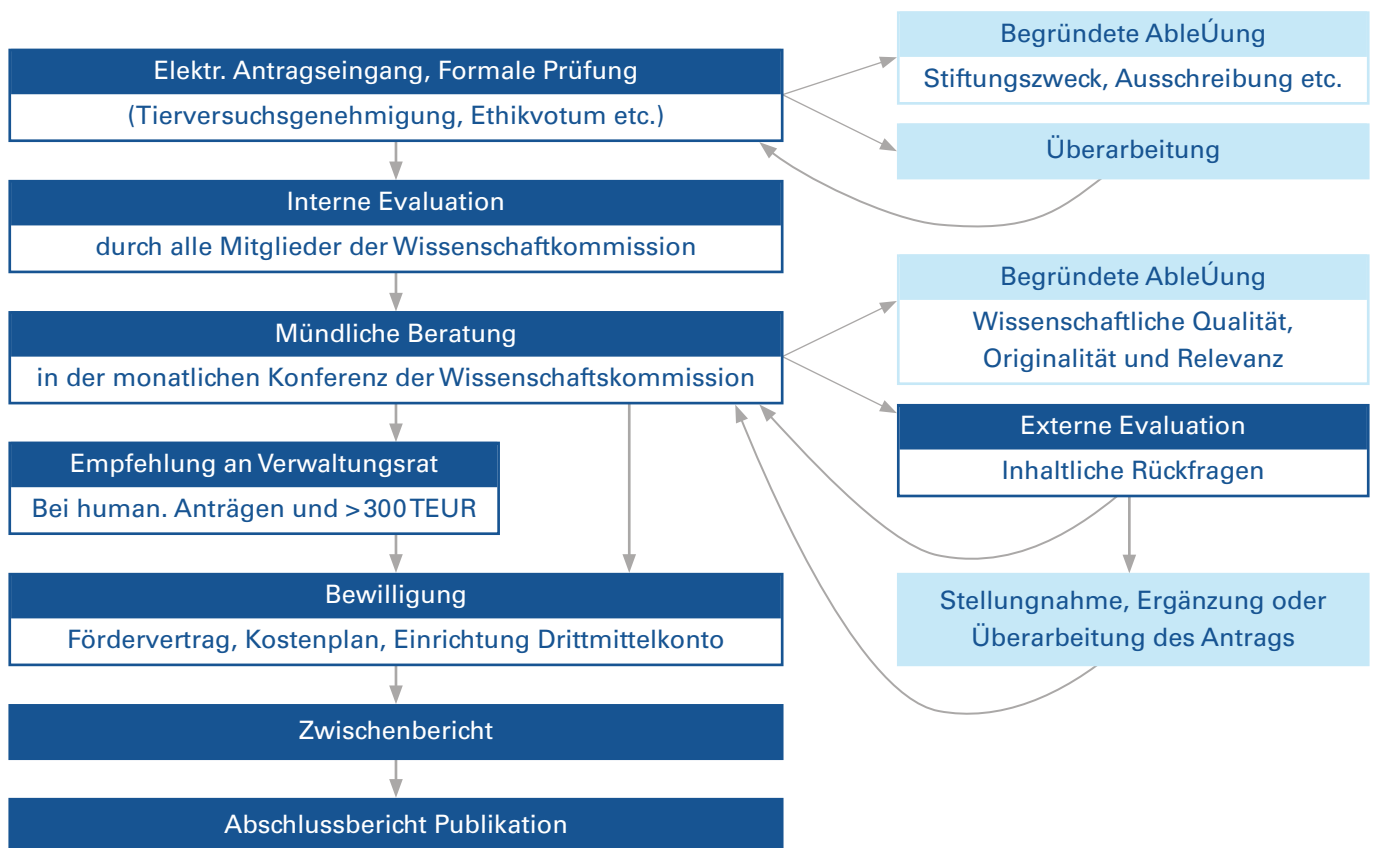 Elektr. Antragseingang, Formale Prüfung
(Tierversuchsgenehmigung, Ethikvotum etc.)
Begründete AbleÚung
Stiftungszweck, Ausschreibung etc.
Überarbeitung
Interne Evaluation
durch alle Mitglieder der Wissenschaftkommission
Mündliche Beratung
in der monatlichen Konferenz der Wissenschaftskommission
Begründete AbleÚung
Wissenschaftliche Qualität,
Originalität und Relevanz
Externe Evaluation
Inhaltliche Rückfragen
Empfehlung an Verwaltungsrat
Bei human. Anträgen und >300 TEUR
Bewilligung
Fördervertrag, Kostenplan, Einrichtung Drittmittelkonto
Stellungnahme, Ergänzung oder
Überarbeitung des Antrags
Zwischenbericht
Abschlussbericht Publikation